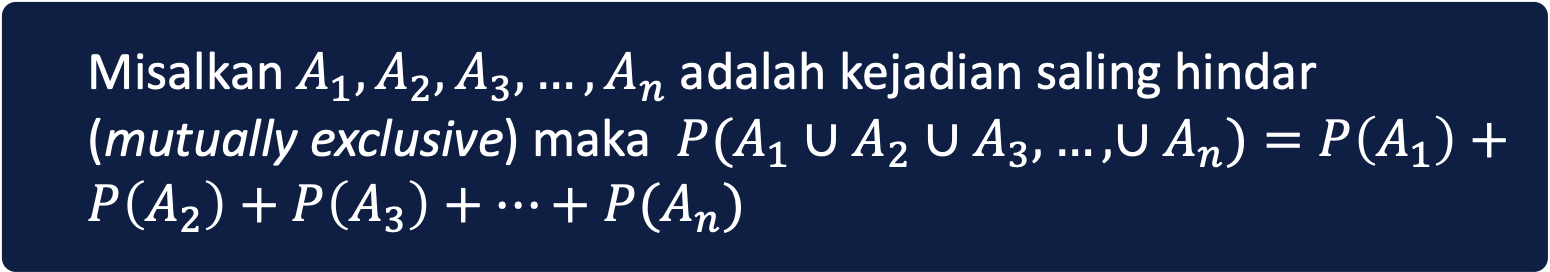 Misalkan A₁, A₂, A₃, … , Aₙ adalah kejadian saling hindar
(mutually exclusive) maka P(A₁ ∪ A₂ ∪ A₃, … ,∪ Aₙ) = P(A₁) +
P(A₂) + P(A₃) + ⋯ + P(Aₙ)